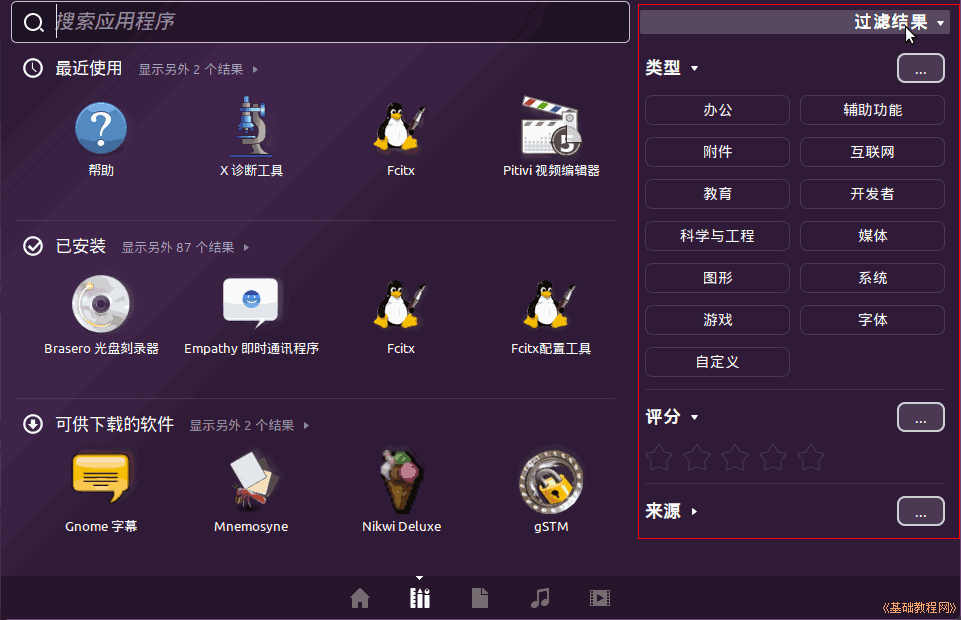 搜索应用程序
过滤结果
最近使用 显示另外 2 个结果
帮助
X 诊断工具
Fcitx
Pitivi 视频编辑器
已安装 显示另外 87 个结果
Brasero 光盘刻录器
Empathy 即时通讯程序
Fcitx
Fcitx配置工具
可供下载的软件 显示另外 2 个结果
Gnome 字幕
Mnemosyne
Nikwi Deluxe
gSTM
类型
...
办公
辅助功能
附件
互联网
教育
开发者
科学与工程
媒体
图形
系统
游戏
字体
自定义
评分
...
来源
...
《基础教程网》